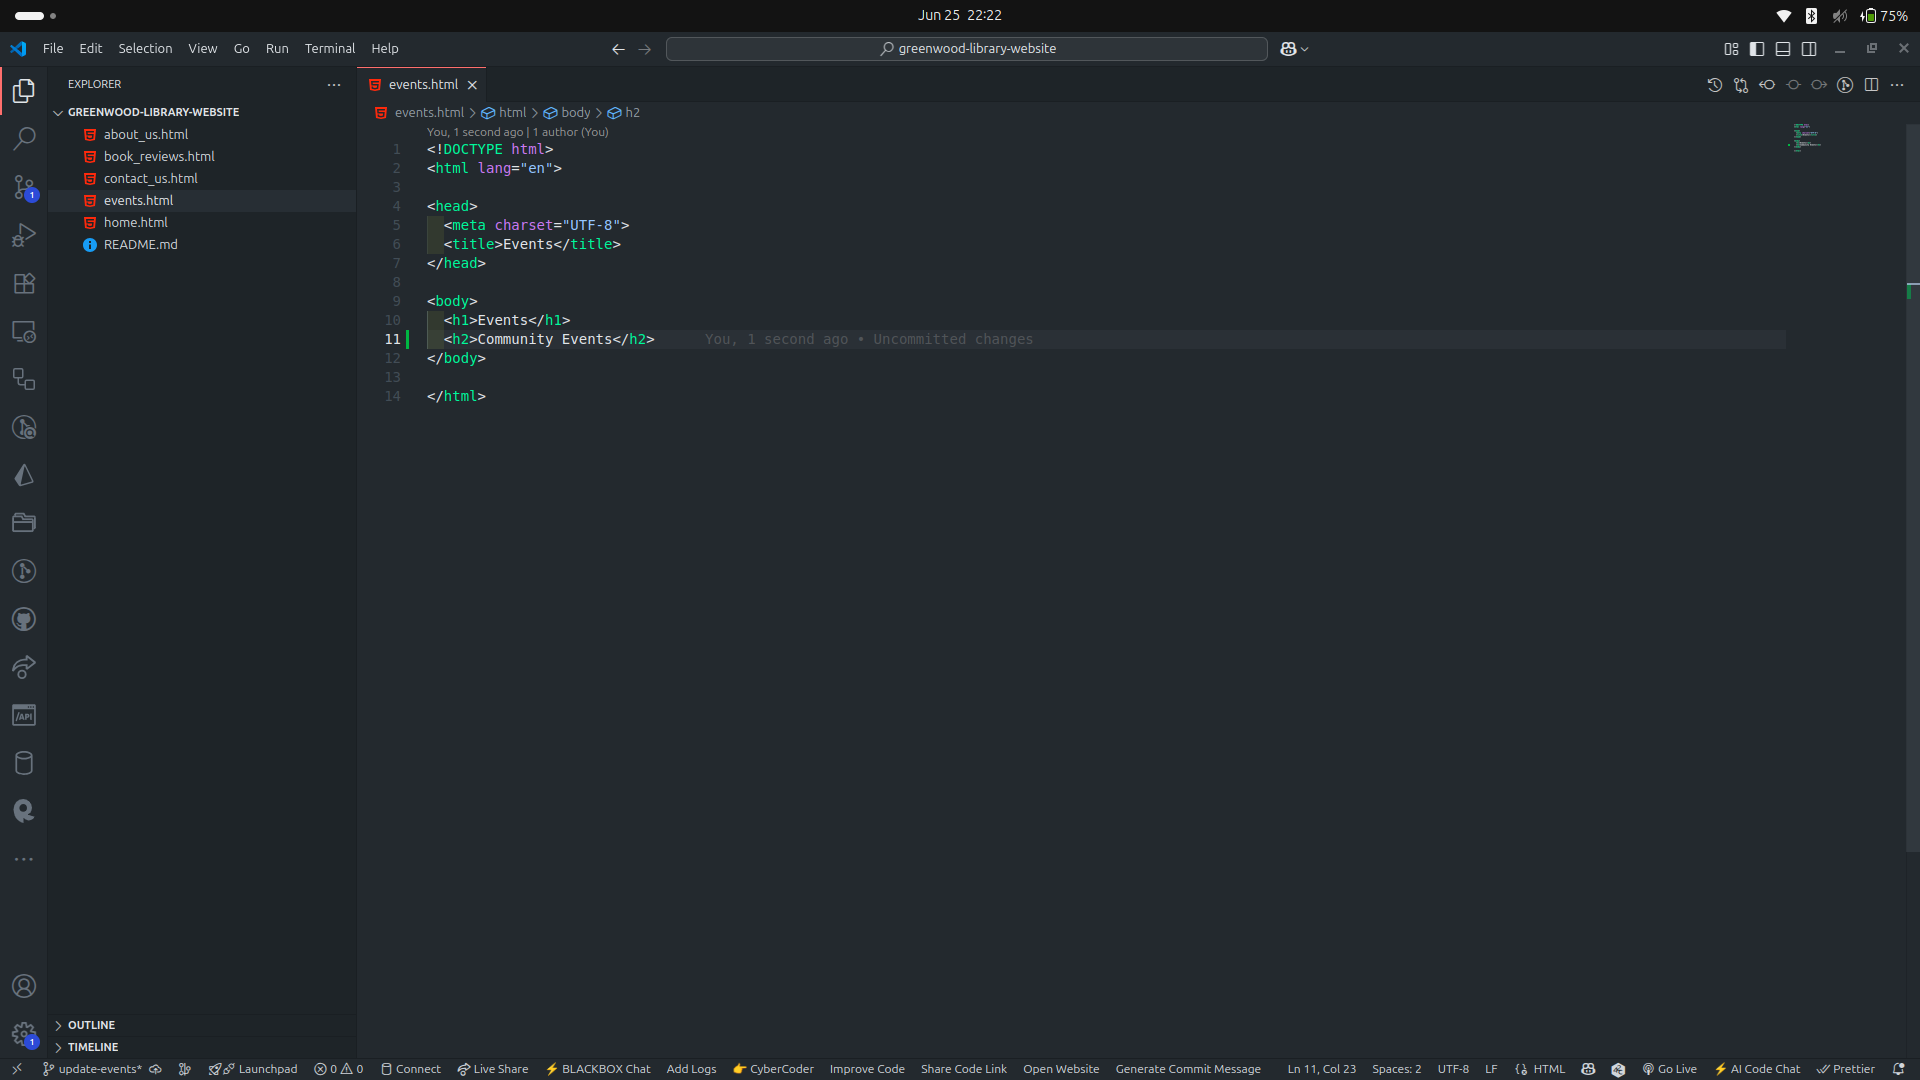 Jun 25 22:22
75%
File Edit Selection View Go Run Terminal Help
greenwood-library-website
EXPLORER
GREENWOOD-LIBRARY-WEBSITE
about_us.html
book_reviews.html
contact_us.html
events.html
home.html
README.md
OUTLINE
TIMELINE
1
/API
1
events.html
events.html > html > body > h2
You, 1 second ago | 1 author (You)
1 <!DOCTYPE html>
2 <html lang="en">
3
4 <head>
5 <meta charset="UTF-8">
6 <title>Events</title>
7 </head>
8
9 <body>
10 <h1>Events</h1>
11 <h2>Community Events</h2> You, 1 second ago • Uncommitted changes
12 </body>
13
14 </html>
update-events* Launchpad 0 0 Connect Live Share BLACKBOX Chat Add Logs CyberCoder Improve Code Share Code Link Open Website Generate Commit Message Ln 11, Col 23 Spaces: 2 UTF-8 LF HTML Go Live AI Code Chat Prettier